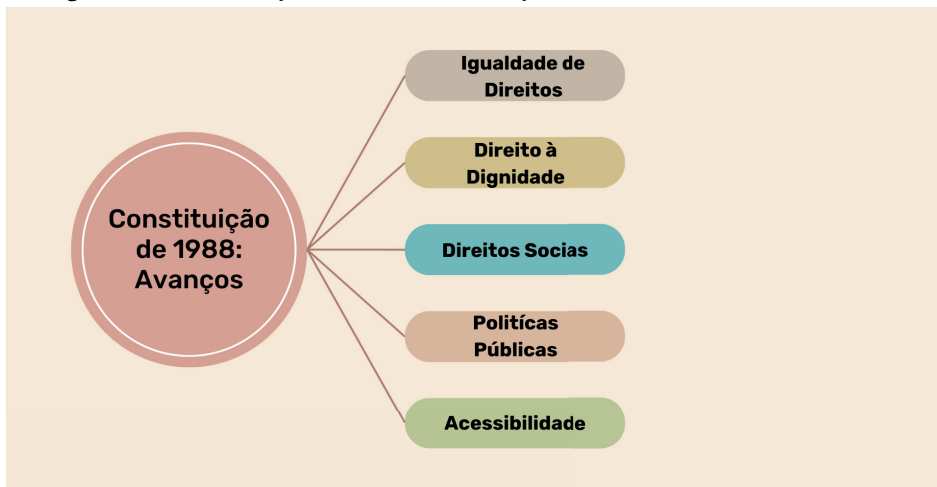 Constituição
de 1988:
Avanços
Igualdade de
Direitos
Direito à
Dignidade
Direitos Socias
Politícas
Públicas
Acessibilidade